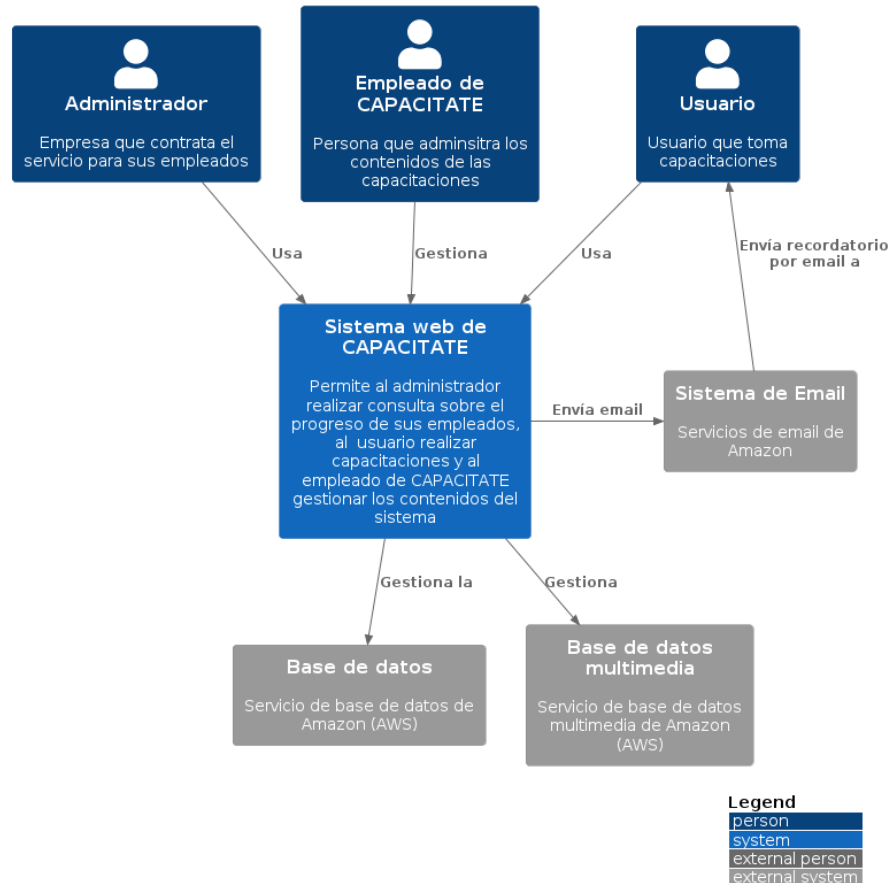 Administrador
Empresa que contrata el
servicio para sus empleados
Empleado de
CAPACITATE
Persona que adminsitra los
contenidos de las
capacitaciones
Usuario
Usuario que toma
capacitaciones
Usa
Gestiona
Usa
Envía recordatorio
por email a
Sistema web de
CAPACITATE
Permite al administrador
realizar consulta sobre el
progreso de sus empleados,
al usuario realizar
capacitaciones y al
empleado de CAPACITATE
gestionar los contenidos del
sistema
Envía email
Sistema de Email
Servicios de email de
Amazon
Gestiona la
Gestiona
Base de datos
Servicio de base de datos de
Amazon (AWS)
Base de datos
multimedia
Servicio de base de datos
multimedia de Amazon
(AWS)
Legend
person
system
external person
external system